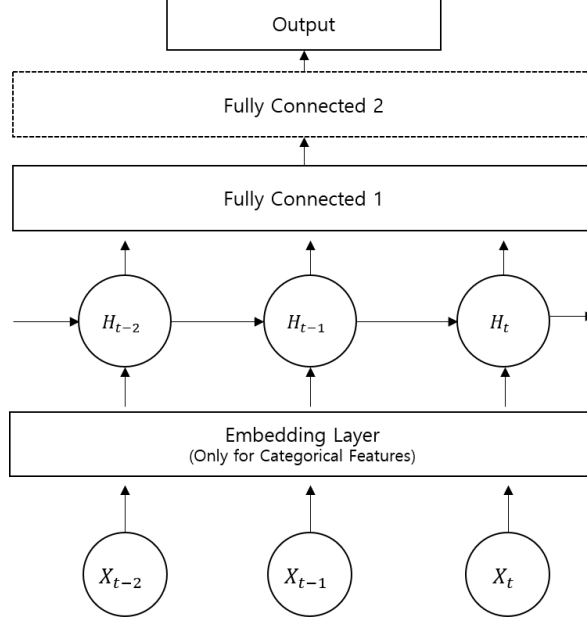 Output
Fully Connected 2
Fully Connected 1
H_{t−2} H_{t−1} H_t
Embedding Layer
(Only for Categorical Features)
X_{t−2} X_{t−1} X_t